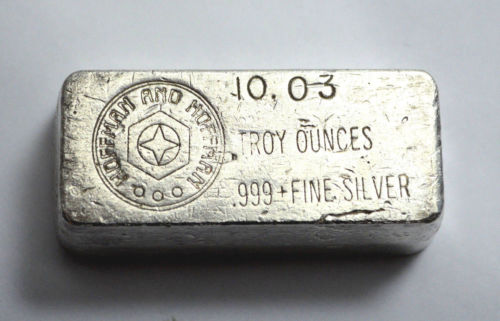 HOFFMAN AND HOFFMAN
10.03
TROY OUNCES
.999+FINE SILVER